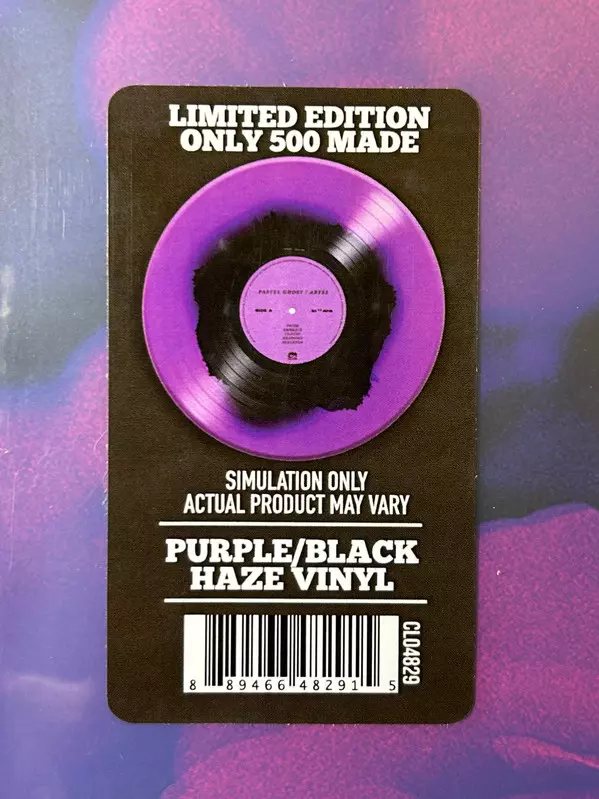 LIMITED EDITION
ONLY 500 MADE
PASTEL GHOST / ABYSS
SIMULATION ONLY
ACTUAL PRODUCT MAY VARY
PURPLE/BLACK
HAZE VINYL
CL04829
8 89466 48291 5